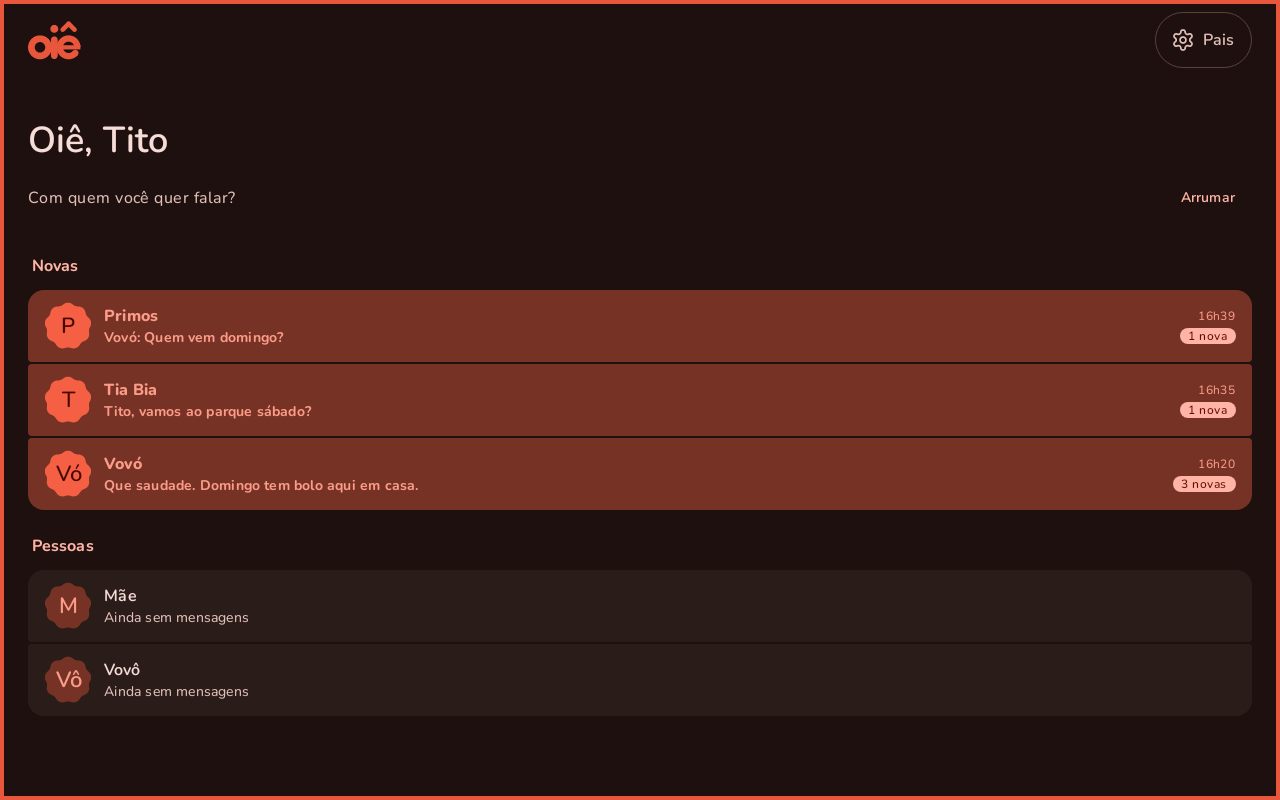 oiê
Pais
Oiê, Tito
Com quem você quer falar?
Arrumar
Novas
P
Primos
Vovó: Quem vem domingo?
16h39
1 nova
T
Tia Bia
Tito, vamos ao parque sábado?
16h35
1 nova
Vó
Vovó
Que saudade. Domingo tem bolo aqui em casa.
16h20
3 novas
Pessoas
M
Mãe
Ainda sem mensagens
Vô
Vovô
Ainda sem mensagens